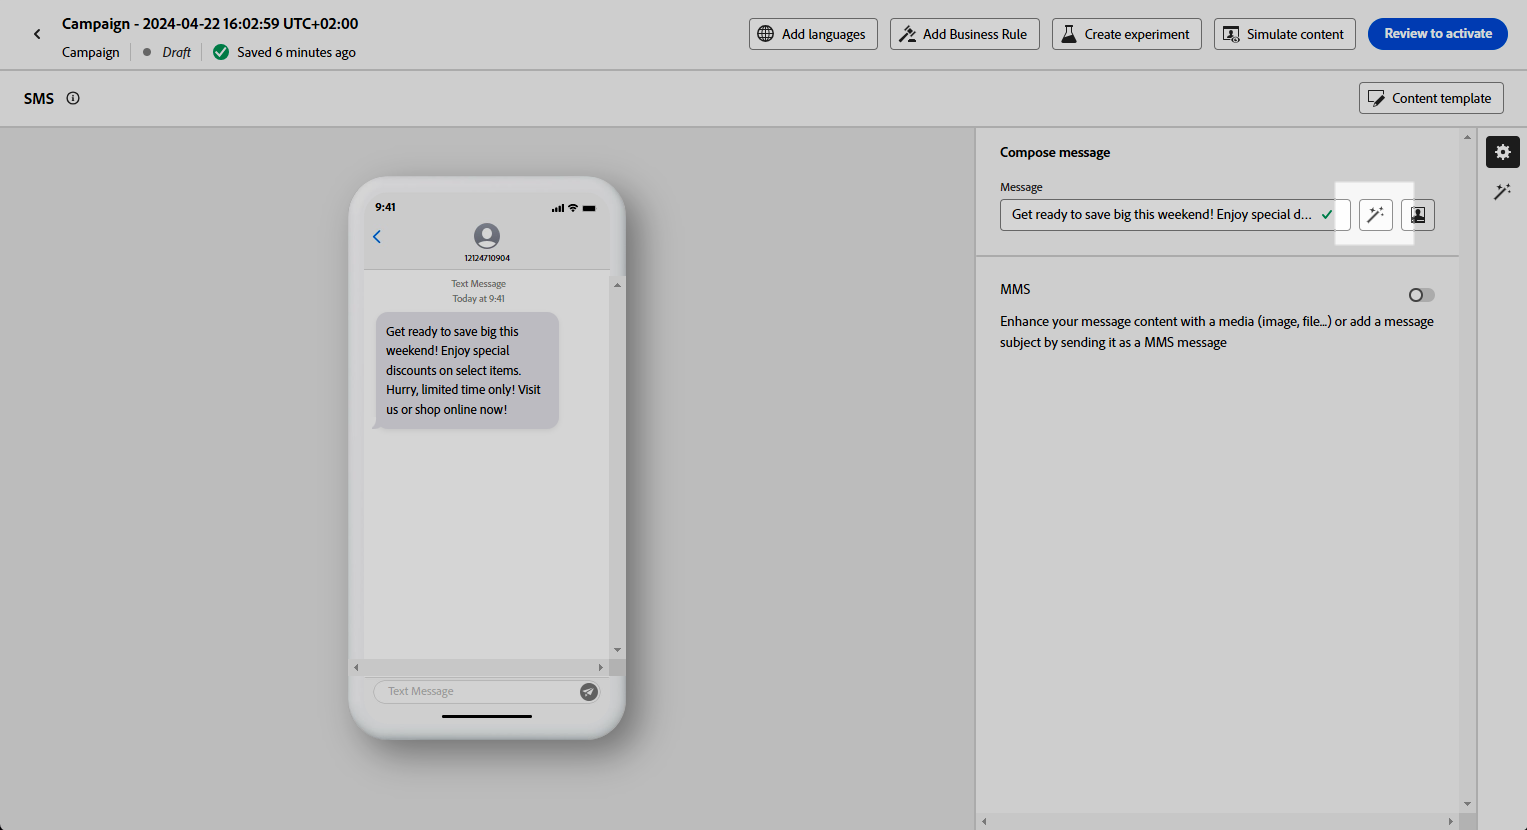 Campaign - 2024-04-22 16:02:59 UTC+02:00
Campaign Draft Saved 6 minutes ago
Add languages
Add Business Rule
Create experiment
Simulate content
Review to activate
SMS
Content template
9:41
12124710904
Text Message
Today at 9:41
Get ready to save big this
weekend! Enjoy special
discounts on select items.
Hurry, limited time only! Visit
us or shop online now!
Text Message
Compose message
Message
Get ready to save big this weekend! Enjoy special d...
MMS
Enhance your message content with a media (image, file...) or add a message
subject by sending it as a MMS message